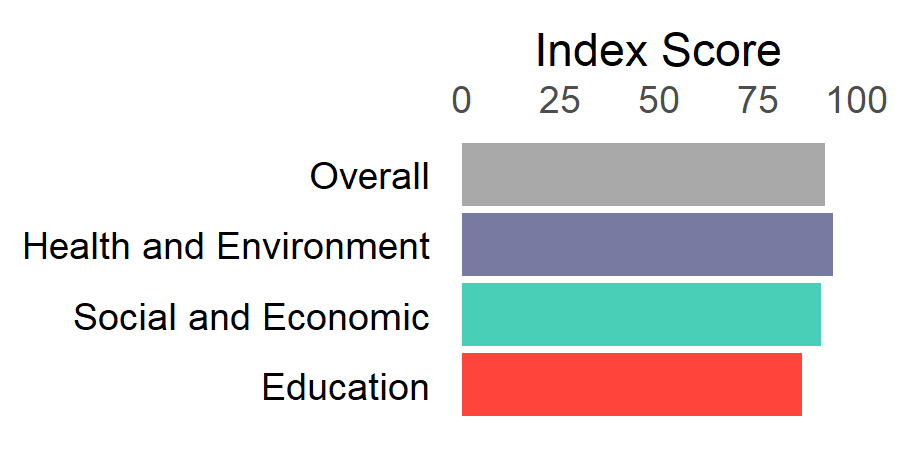 Index Score
0 25 50 75 100
Overall
Health and Environment
Social and Economic
Education